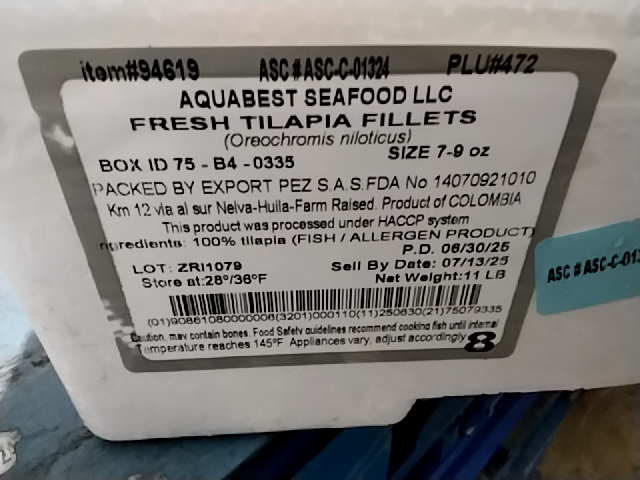 item#94619 ASC # ASC-C-01324 PLU#472
AQUABEST SEAFOOD LLC
FRESH TILAPIA FILLETS
(Oreochromis niloticus)
BOX ID 75 - B4 -0335 SIZE 7-9 oz
PACKED BY EXPORT PEZ S.A.S.FDA No 14070921010
Km 12 via al sur Neiva-Huila-Farm Raised. Product of COLOMBIA
This product was processed under HACCP system
ngredients: 100% tilapia (FISH / ALLERGEN PRODUCT)
P.D. 06/30/25
LOT: ZRI1079 Sell By Date: 07/13/25
Store at:28°/36°F Net Weight:11 LB
(01)90861080000006(3201)000110(11)250630(21)75079335
Caution, may contain bones. Food Safety guidelines recommend cooking fish until internal
Temperature reaches 145°F. Appliances vary, adjust accordingly 8
ASC # ASC-C-013